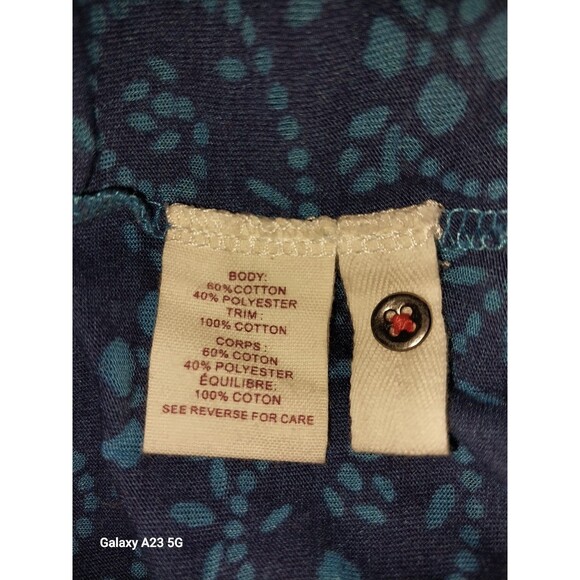 BODY:
60%COTTON
40% POLYESTER
TRIM:
100% COTTON
CORPS:
60% COTON
40% POLYESTER
ÉQUILIBRE:
100% COTON
SEE REVERSE FOR CARE
Galaxy A23 5G